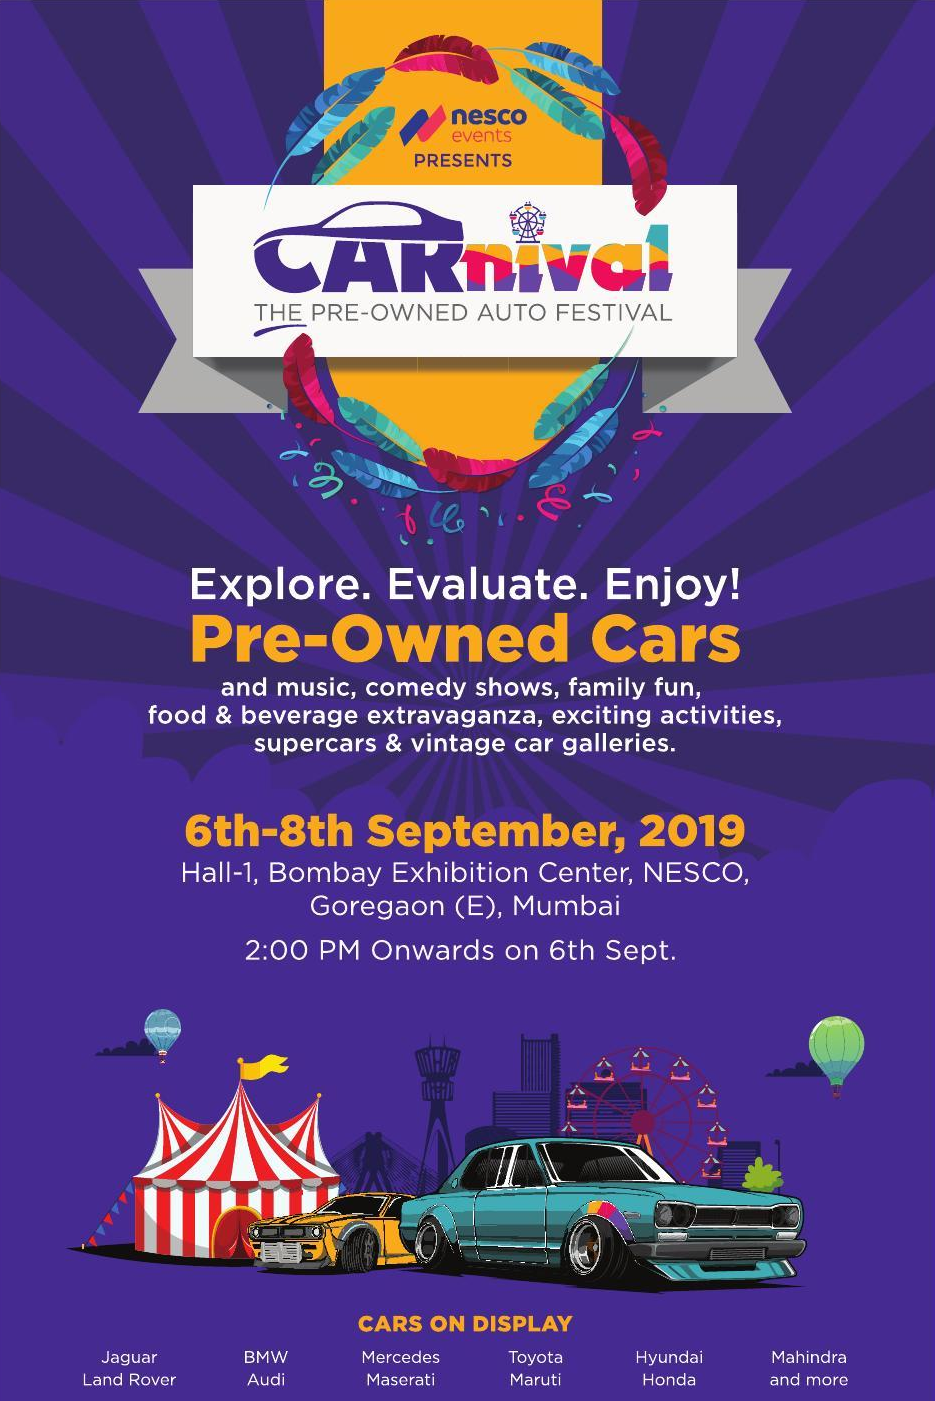 nesco
events
PRESENTS
CARnival
THE PRE-OWNED AUTO FESTIVAL
Explore. Evaluate. Enjoy!
Pre-Owned Cars
and music, comedy shows, family fun,
food & beverage extravaganza, exciting activities,
supercars & vintage car galleries.
6th-8th September, 2019
Hall-1, Bombay Exhibition Center, NESCO,
Goregaon (E), Mumbai
2:00 PM Onwards on 6th Sept.
CARS ON DISPLAY
Jaguar BMW Mercedes Toyota Hyundai Mahindra
Land Rover Audi Maserati Maruti Honda and more